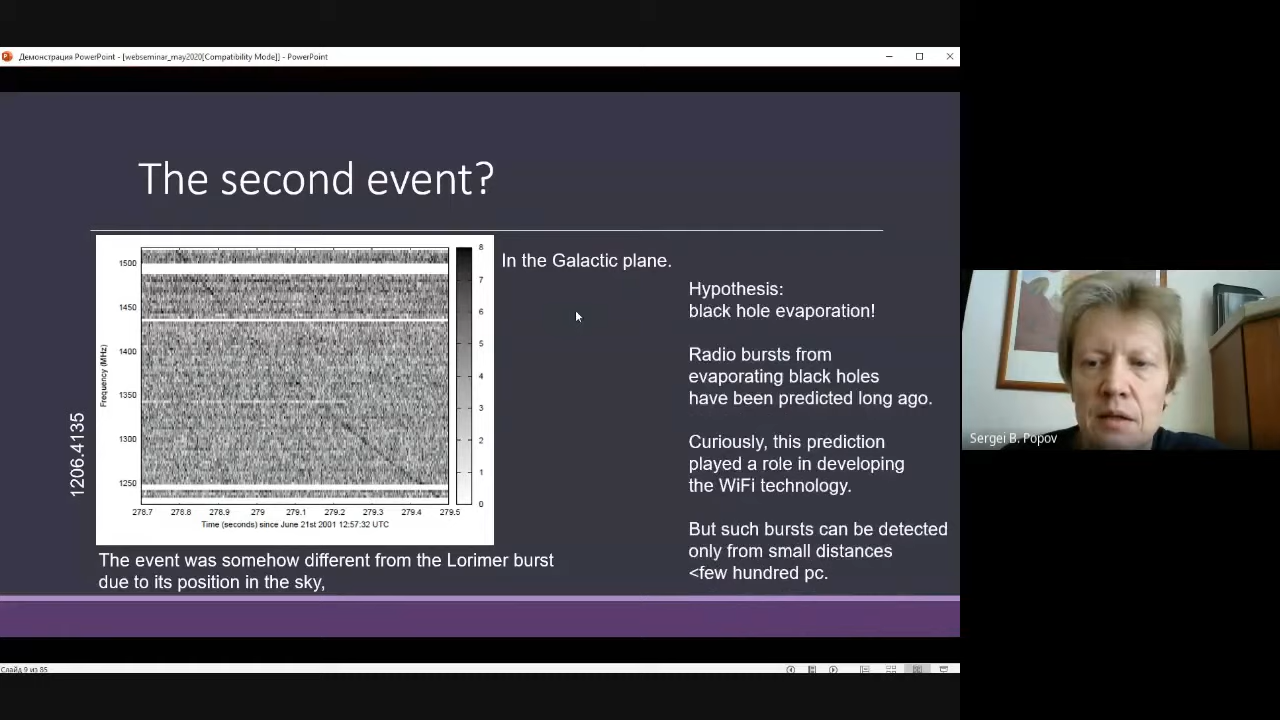 Демонстрация PowerPoint - [webseminar_may2020[Compatibility Mode]] - PowerPoint
The second event?
In the Galactic plane.
Hypothesis:
black hole evaporation!
Radio bursts from
evaporating black holes
have been predicted long ago.
Curiously, this prediction
played a role in developing
the WiFi technology.
But such bursts can be detected
only from small distances
<few hundred pc.
1206.4135
Frequency (MHz)
1500
1450
1400
1350
1300
1250
278.7 278.8 278.9 279 279.1 279.2 279.3 279.4 279.5
Time (seconds) since June 21st 2001 12:57:32 UTC
8
7
6
5
4
3
2
1
0
The event was somehow different from the Lorimer burst
due to its position in the sky,
Sergei B. Popov
Слайд 9 из 85